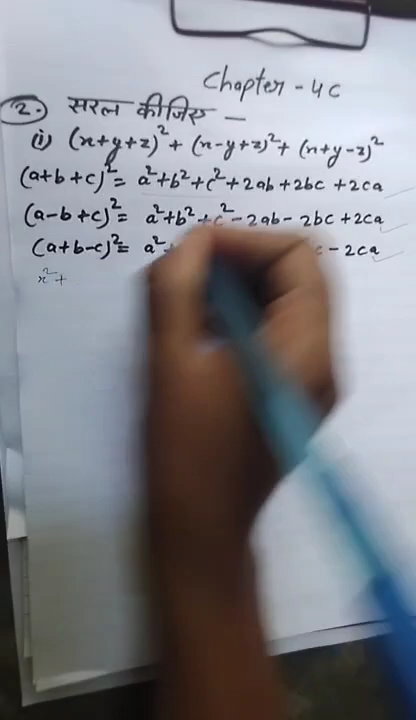 Chapter - 4C
2. सरल कीजिए —
(i) (x+y+z)² + (x-y+z)² + (x+y-z)²
(a+b+c)² = a²+b²+c²+2ab+2bc+2ca
(a-b+c)² = a²+b²+c²-2ab-2bc+2ca
(a+b-c)² = a²+ c-2ca
x²+